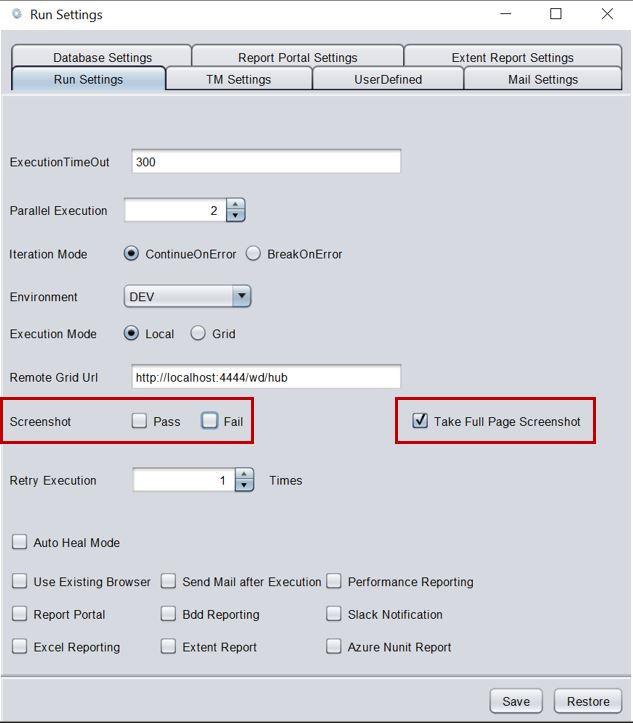 Run Settings
Database Settings Report Portal Settings Extent Report Settings
Run Settings TM Settings UserDefined Mail Settings
ExecutionTimeOut 300
Parallel Execution 2
Iteration Mode ContinueOnError BreakOnError
Environment DEV
Execution Mode Local Grid
Remote Grid Url http://localhost:4444/wd/hub
Screenshot Pass Fail Take Full Page Screenshot
Retry Execution 1 Times
Auto Heal Mode
Use Existing Browser Send Mail after Execution Performance Reporting
Report Portal Bdd Reporting Slack Notification
Excel Reporting Extent Report Azure Nunit Report
Save Restore